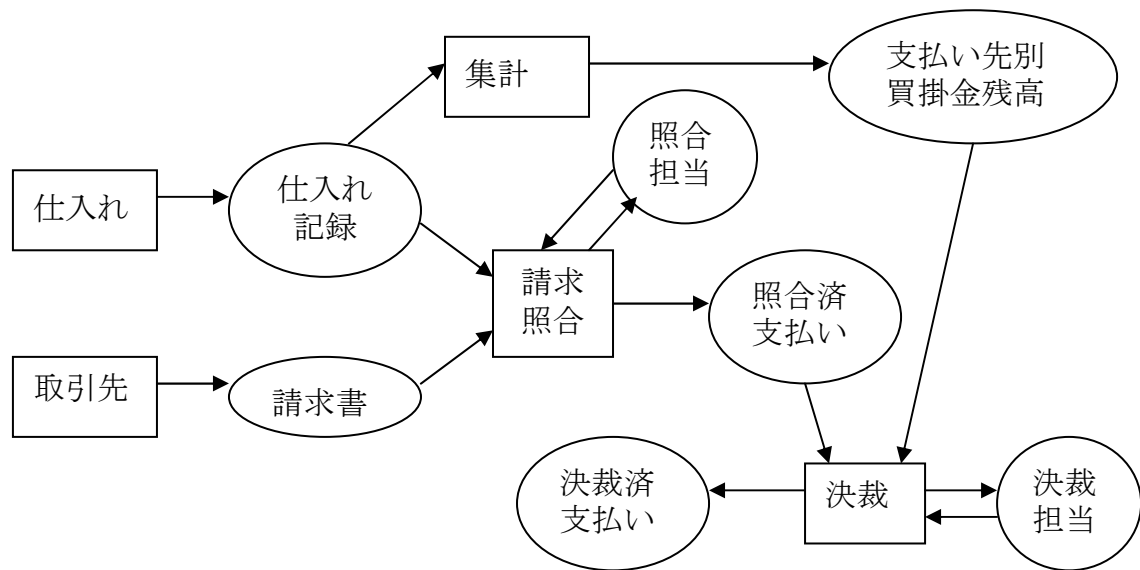 集計
支払い先別
買掛金残高
照合
担当
仕入れ
仕入れ
記録
請求
照合
照合済
支払い
取引先
請求書
決裁済
支払い
決裁
決裁
担当